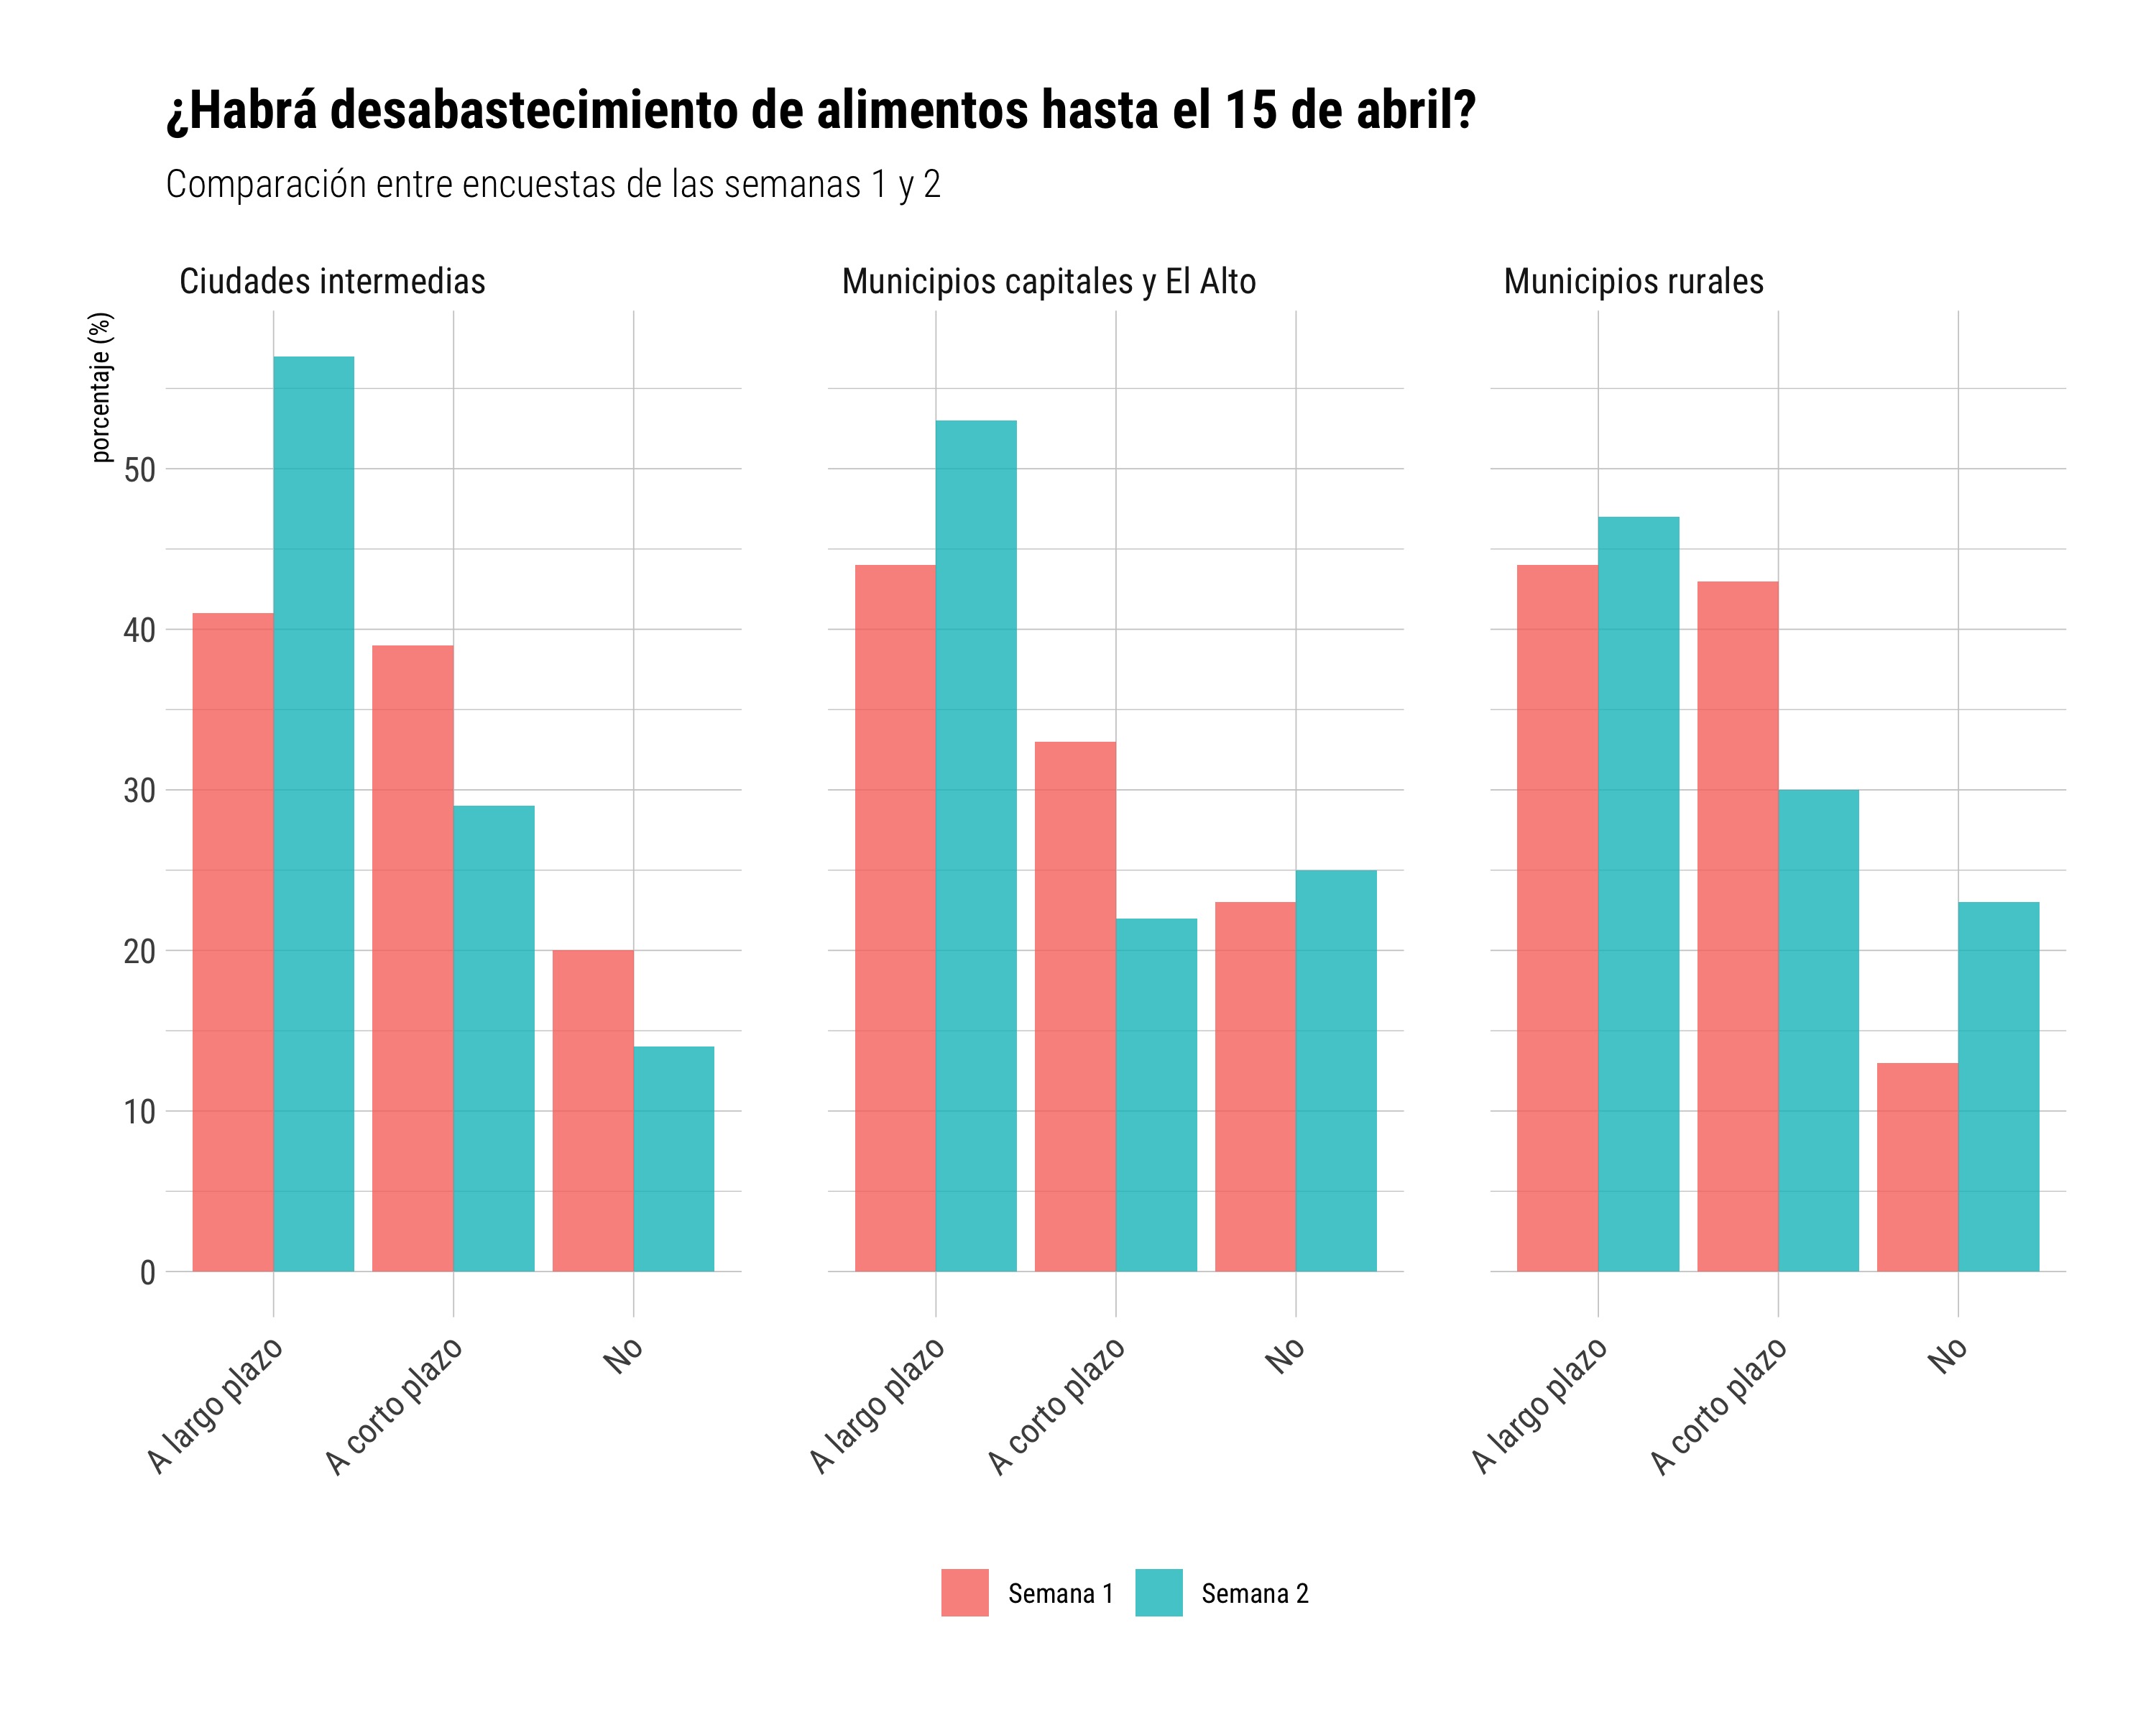 ¿Habrá desabastecimiento de alimentos hasta el 15 de abril?
Comparación entre encuestas de las semanas 1 y 2
Ciudades intermedias
Municipios capitales y El Alto
Municipios rurales
porcentaje (%)
50
40
30
20
10
0
A largo plazo
A corto plazo
No
A largo plazo
A corto plazo
No
A largo plazo
A corto plazo
No
Semana 1
Semana 2